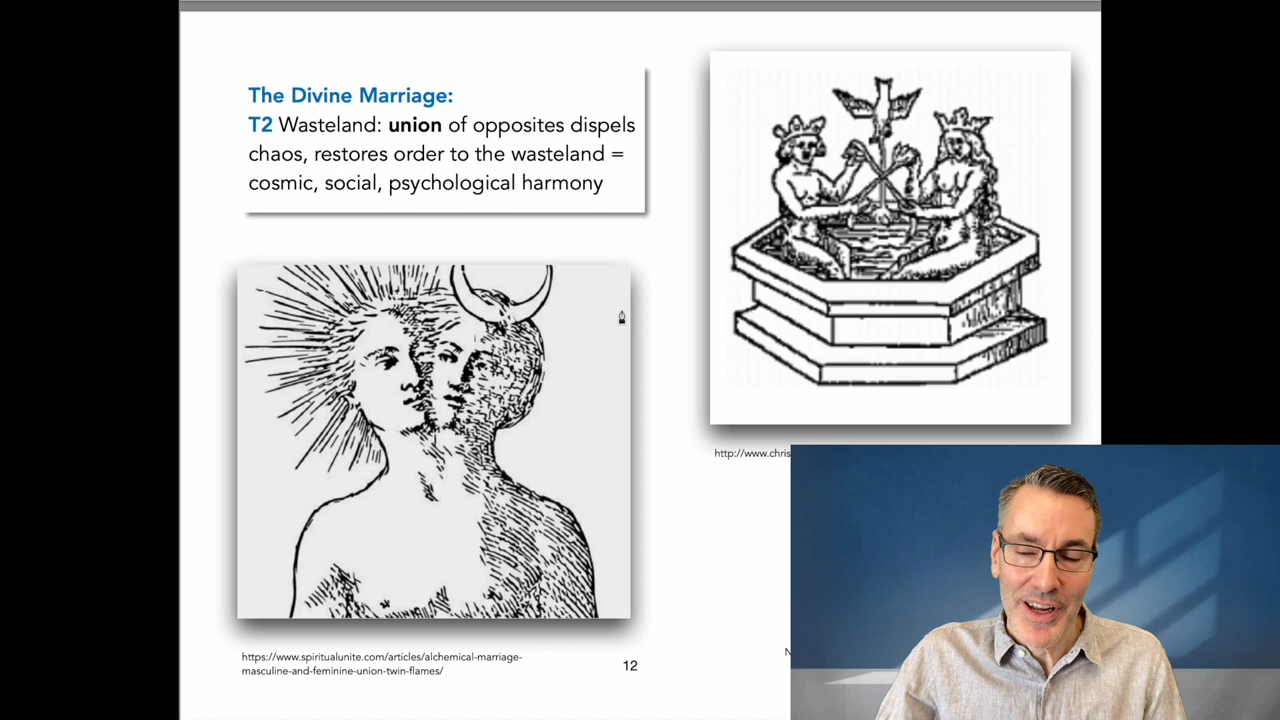 The Divine Marriage:
T2 Wasteland: union of opposites dispels
chaos, restores order to the wasteland =
cosmic, social, psychological harmony
http://www.chris
https://www.spiritualunite.com/articles/alchemical-marriage-
masculine-and-feminine-union-twin-flames/
12
N